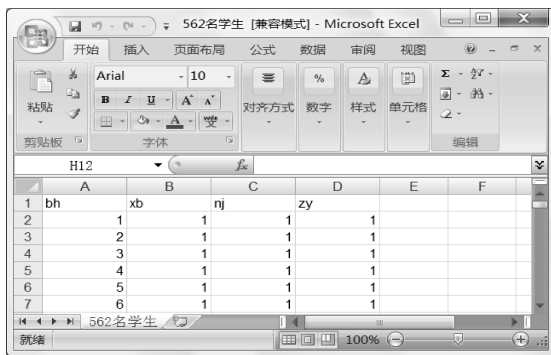 562名学生 [兼容模式] - Microsoft Excel
开始 插入 页面布局 公式 数据 审阅 视图
Arial 10
粘贴 B I U A A 对齐方式 数字 样式 单元格
剪贴板 字体 编辑
H12 fx
A B C D E F
1 bh xb nj zy
2 1 1 1 1
3 2 1 1 1
4 3 1 1 1
5 4 1 1 1
6 5 1 1 1
7 6 1 1 1
562名学生
就绪 100%